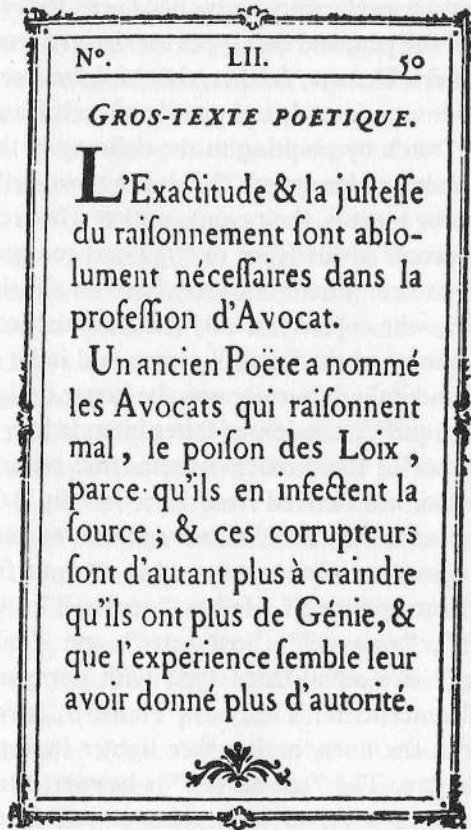 Nº. LII. 50
GROS-TEXTE POETIQUE.
L'Exactitude & la juſteſſe
du raiſonnement ſont abſo-
lument néceſſaires dans la
profeſſion d'Avocat.
Un ancien Poëte a nommé
les Avocats qui raiſonnent
mal, le poiſon des Loix,
parce qu'ils en infectent la
ſource; & ces corrupteurs
ſont d'autant plus à craindre
qu'ils ont plus de Génie, &
que l'expérience ſemble leur
avoir donné plus d'autorité.